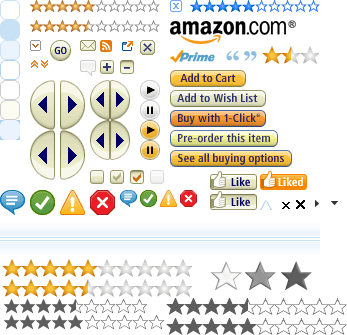 GO
amazon.com®
Prime
Add to Cart
Add to Wish List
Buy with 1-Click®
Pre-order this item
See all buying options
Like
Liked
Like